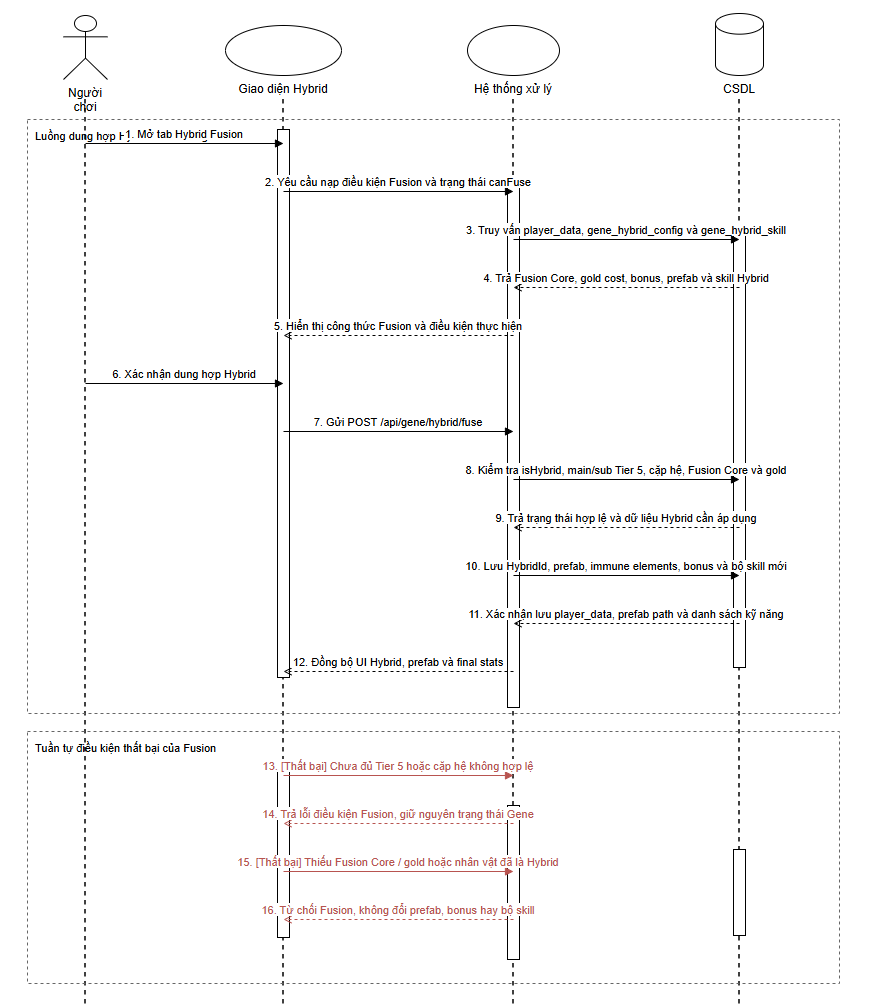 Người
chơi
Giao diện Hybrid
Hệ thống xử lý
CSDL
Luồng dung hợp H
1. Mở tab Hybrid Fusion
2. Yêu cầu nạp điều kiện Fusion và trạng thái canFuse
3. Truy vấn player_data, gene_hybrid_config và gene_hybrid_skill
4. Trả Fusion Core, gold cost, bonus, prefab và skill Hybrid
5. Hiển thị công thức Fusion và điều kiện thực hiện
6. Xác nhận dung hợp Hybrid
7. Gửi POST /api/gene/hybrid/fuse
8. Kiểm tra isHybrid, main/sub Tier 5, cặp hệ, Fusion Core và gold
9. Trả trạng thái hợp lệ và dữ liệu Hybrid cần áp dụng
10. Lưu HybridId, prefab, immune elements, bonus và bộ skill mới
11. Xác nhận lưu player_data, prefab path và danh sách kỹ năng
12. Đồng bộ UI Hybrid, prefab và final stats
Tuần tự điều kiện thất bại của Fusion
13. [Thất bại] Chưa đủ Tier 5 hoặc cặp hệ không hợp lệ
14. Trả lỗi điều kiện Fusion, giữ nguyên trạng thái Gene
15. [Thất bại] Thiếu Fusion Core / gold hoặc nhân vật đã là Hybrid
16. Từ chối Fusion, không đổi prefab, bonus hay bộ skill